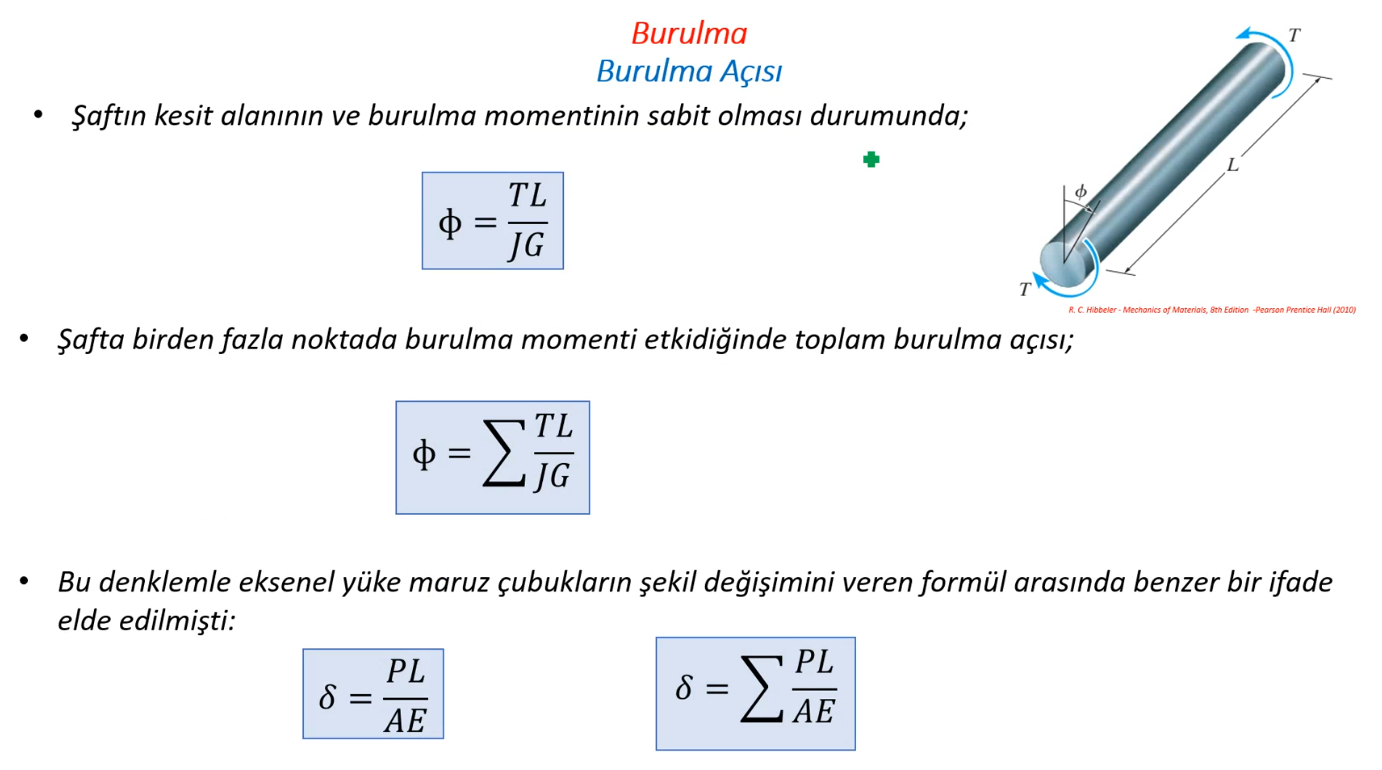 Burulma
Burulma Açısı
• Şaftın kesit alanının ve burulma momentinin sabit olması durumunda;
ϕ = TL/JG
T
L
ϕ
T
R. C. Hibbeler - Mechanics of Materials, 8th Edition -Pearson Prentice Hall (2010)
• Şafta birden fazla noktada burulma momenti etkidiğinde toplam burulma açısı;
ϕ = ∑ TL/JG
• Bu denklemle eksenel yüke maruz çubukların şekil değişimini veren formül arasında benzer bir ifade
elde edilmişti:
δ = PL/AE
δ = ∑ PL/AE